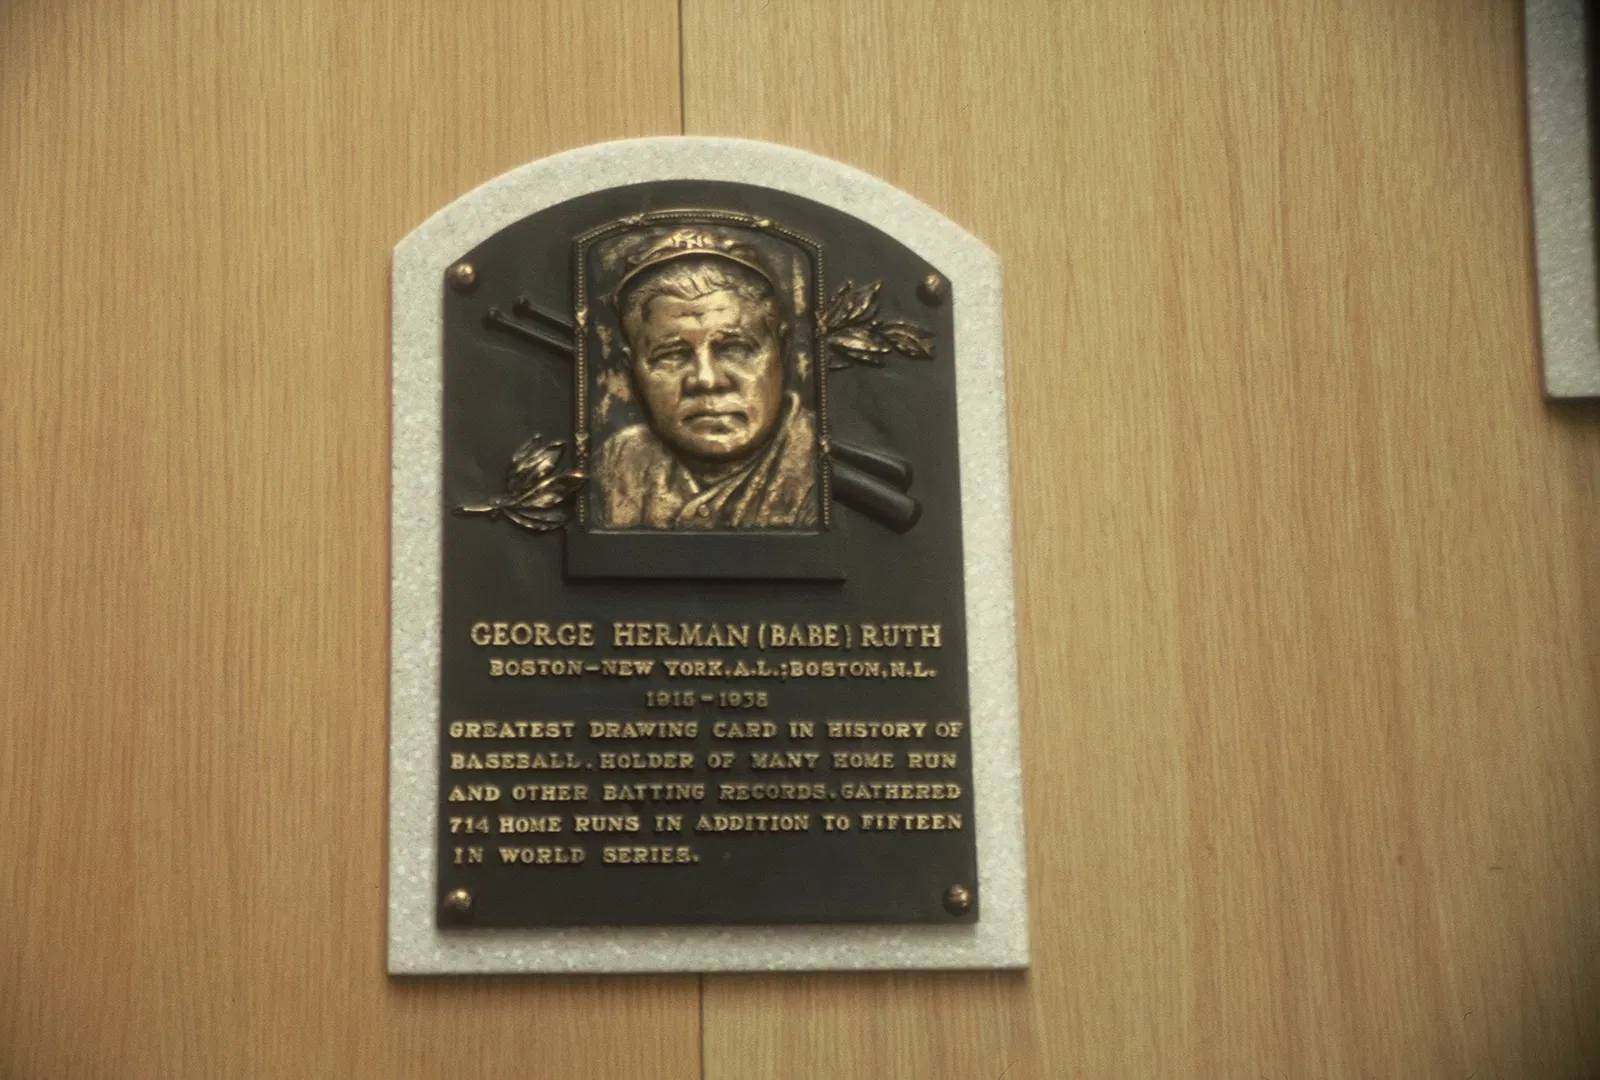 NY
GEORGE HERMAN (BABE) RUTH
BOSTON-NEW YORK, A.L.; BOSTON, N.L.
1915-1935
GREATEST DRAWING CARD IN HISTORY OF
BASEBALL. HOLDER OF MANY HOME RUN
AND OTHER BATTING RECORDS. GATHERED
714 HOME RUNS IN ADDITION TO FIFTEEN
IN WORLD SERIES.